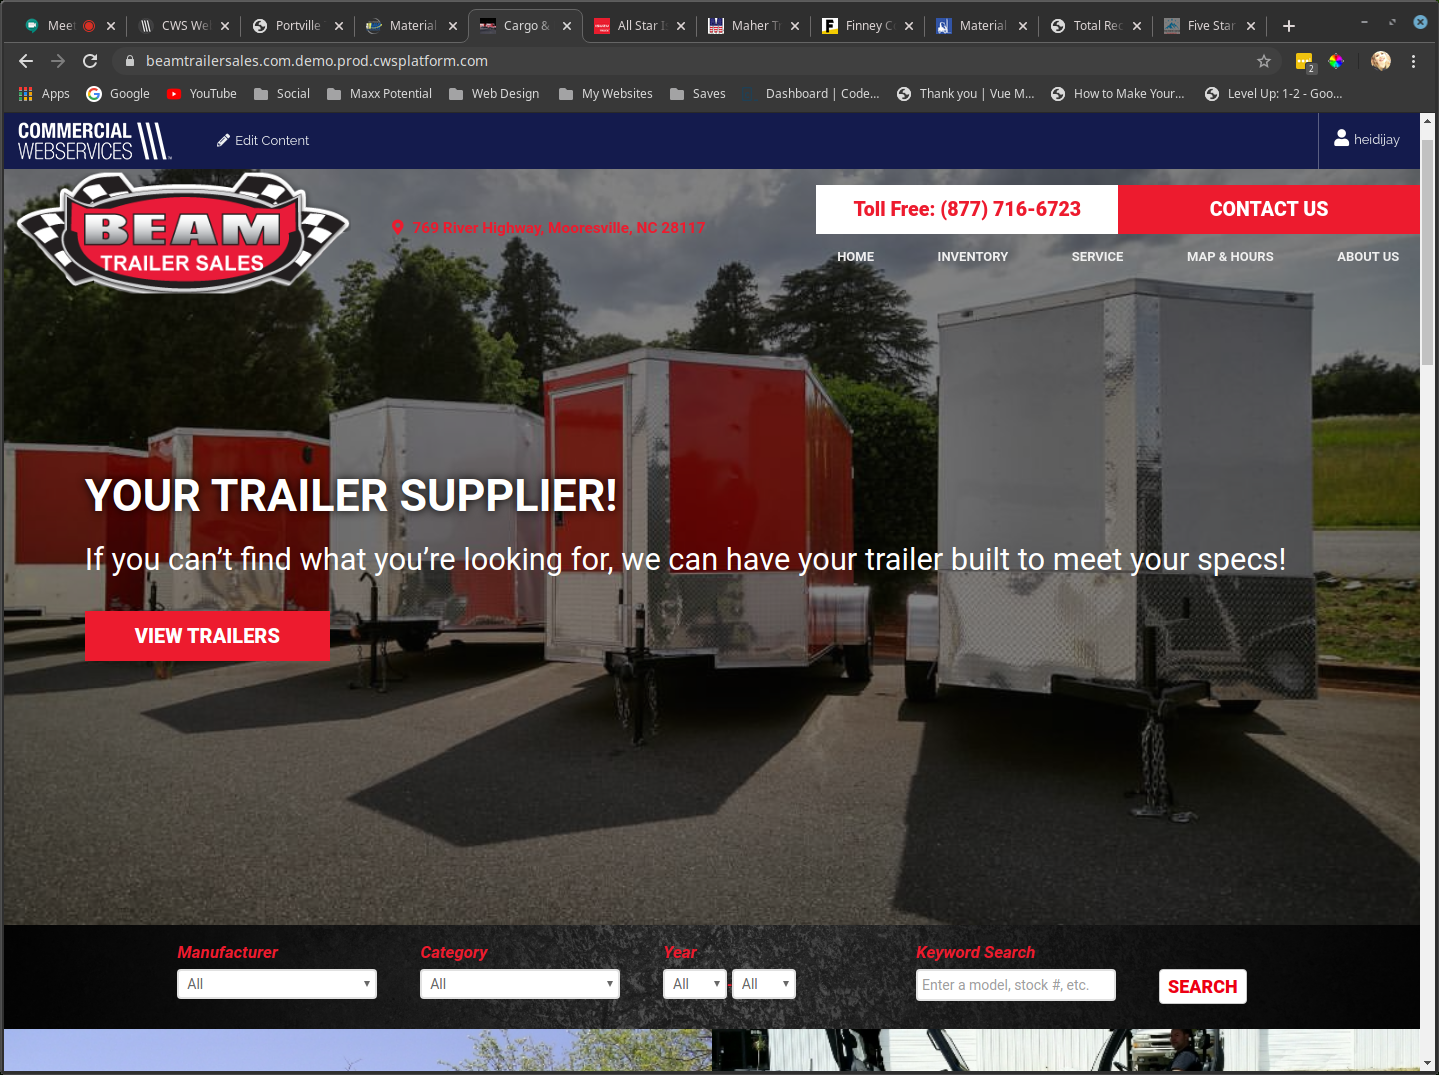 Meet
CWS We
Portville
Material
Cargo &
All Star
Maher T
Finney C
Material
Total Rec
Five Star
beamtrailersales.com.demo.prod.cwsplatform.com
2
Apps
Google
YouTube
Social
Maxx Potential
Web Design
My Websites
Saves
Dashboard | Code...
Thank you | Vue M...
How to Make Your...
Level Up: 1-2 - Goo...
COMMERCIAL
WEBSERVICES
Edit Content
heidijay
BEAM
TRAILER SALES
769 River Highway, Mooresville, NC 28117
Toll Free: (877) 716-6723
CONTACT US
HOME
INVENTORY
SERVICE
MAP & HOURS
ABOUT US
YOUR TRAILER SUPPLIER!
If you can’t find what you’re looking for, we can have your trailer built to meet your specs!
VIEW TRAILERS
Manufacturer
Category
Year
Keyword Search
All
All
All
-
All
Enter a model, stock #, etc.
SEARCH